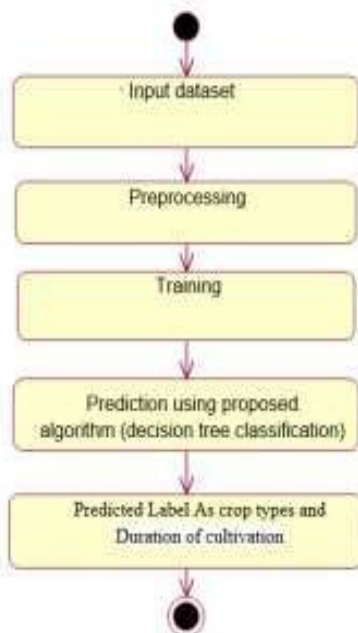 Input dataset
Preprocessing
Training
Prediction using proposed
algorithm (decision tree classification)
Predicted Label As crop types and
Duration of cultivation